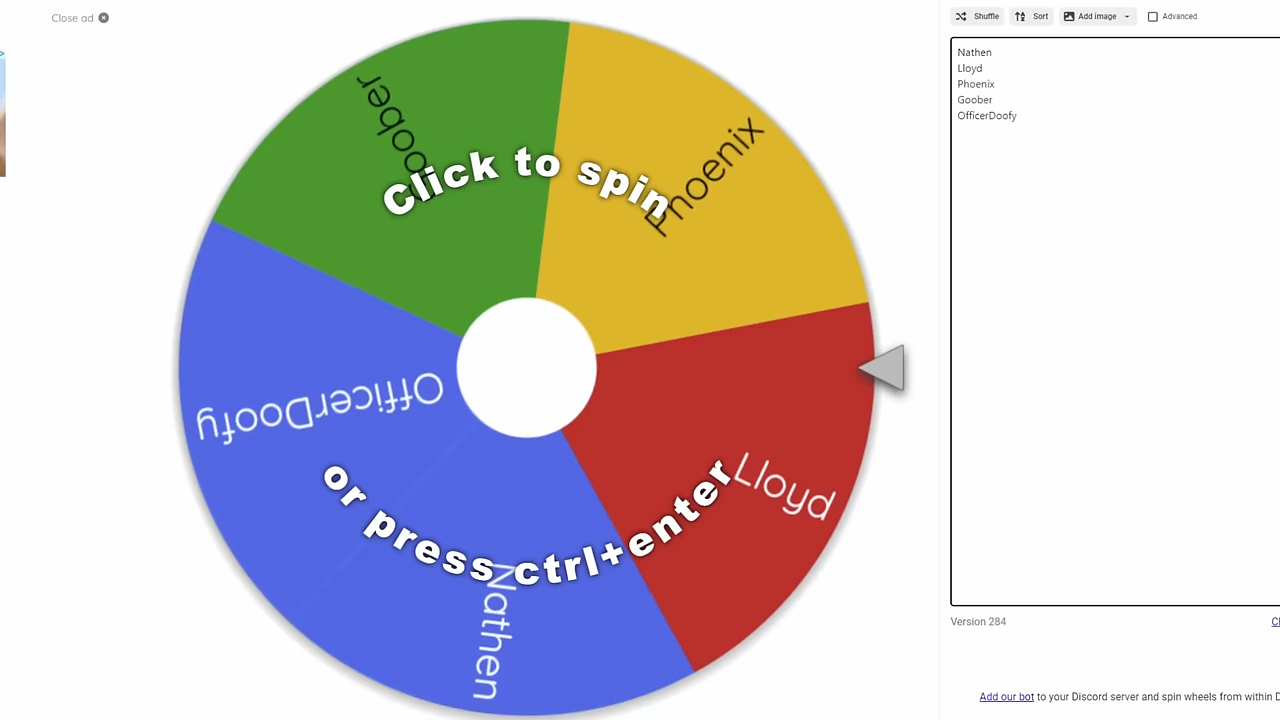 Close ad
Shuffle
Sort
Add image
Advanced
Nathen
Lloyd
Phoenix
Goober
OfficerDoofy
Goober
Phoenix
Click to spin
OfficerDoofy
Lloyd
or press ctrl+enter
Nathen
Version 284
Add our bot to your Discord server and spin wheels from within